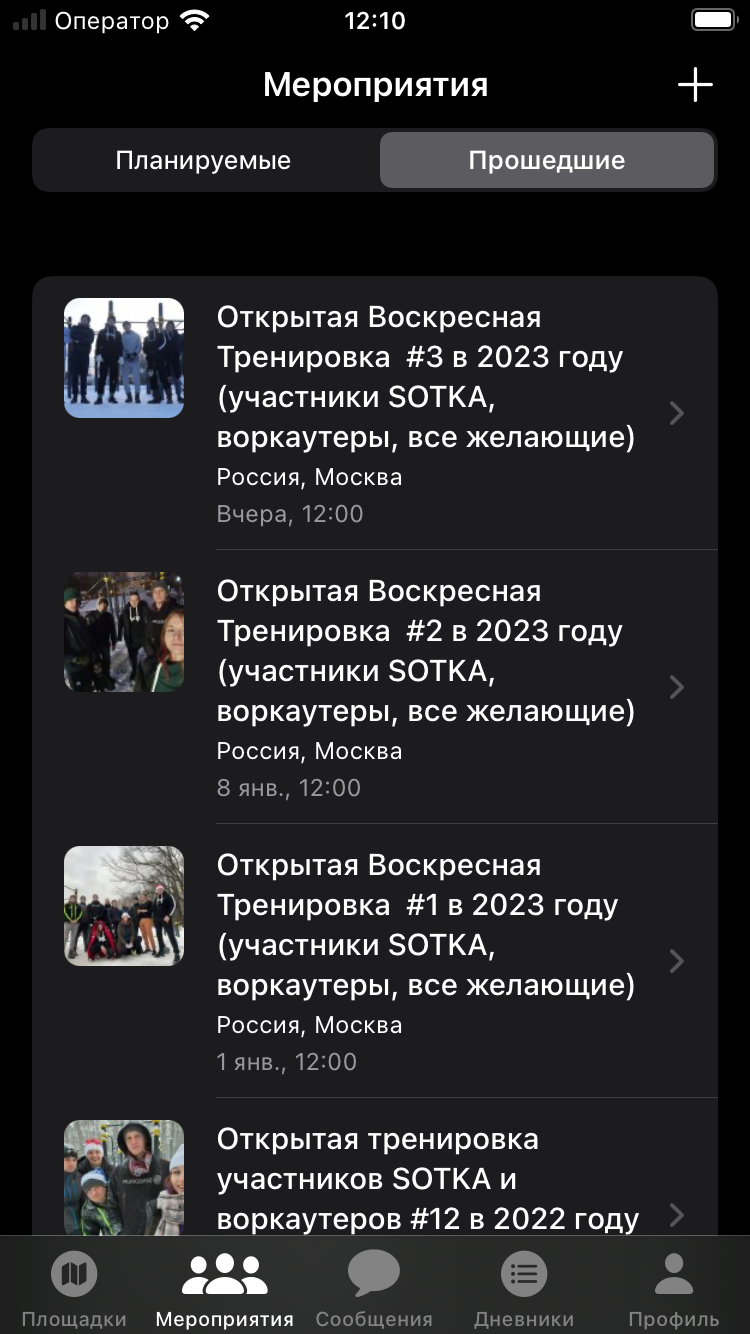 Оператор 12:10
Мероприятия
Планируемые Прошедшие
Открытая Воскресная
Тренировка  #3 в 2023 году
(участники SOTKA,
воркаутеры, все желающие)
Россия, Москва
Вчера, 12:00
Открытая Воскресная
Тренировка  #2 в 2023 году
(участники SOTKA,
воркаутеры, все желающие)
Россия, Москва
8 янв., 12:00
Открытая Воскресная
Тренировка  #1 в 2023 году
(участники SOTKA,
воркаутеры, все желающие)
Россия, Москва
1 янв., 12:00
Открытая тренировка
участников SOTKA и
воркаутеров #12 в 2022 году
Площадки Мероприятия Сообщения Дневники Профиль